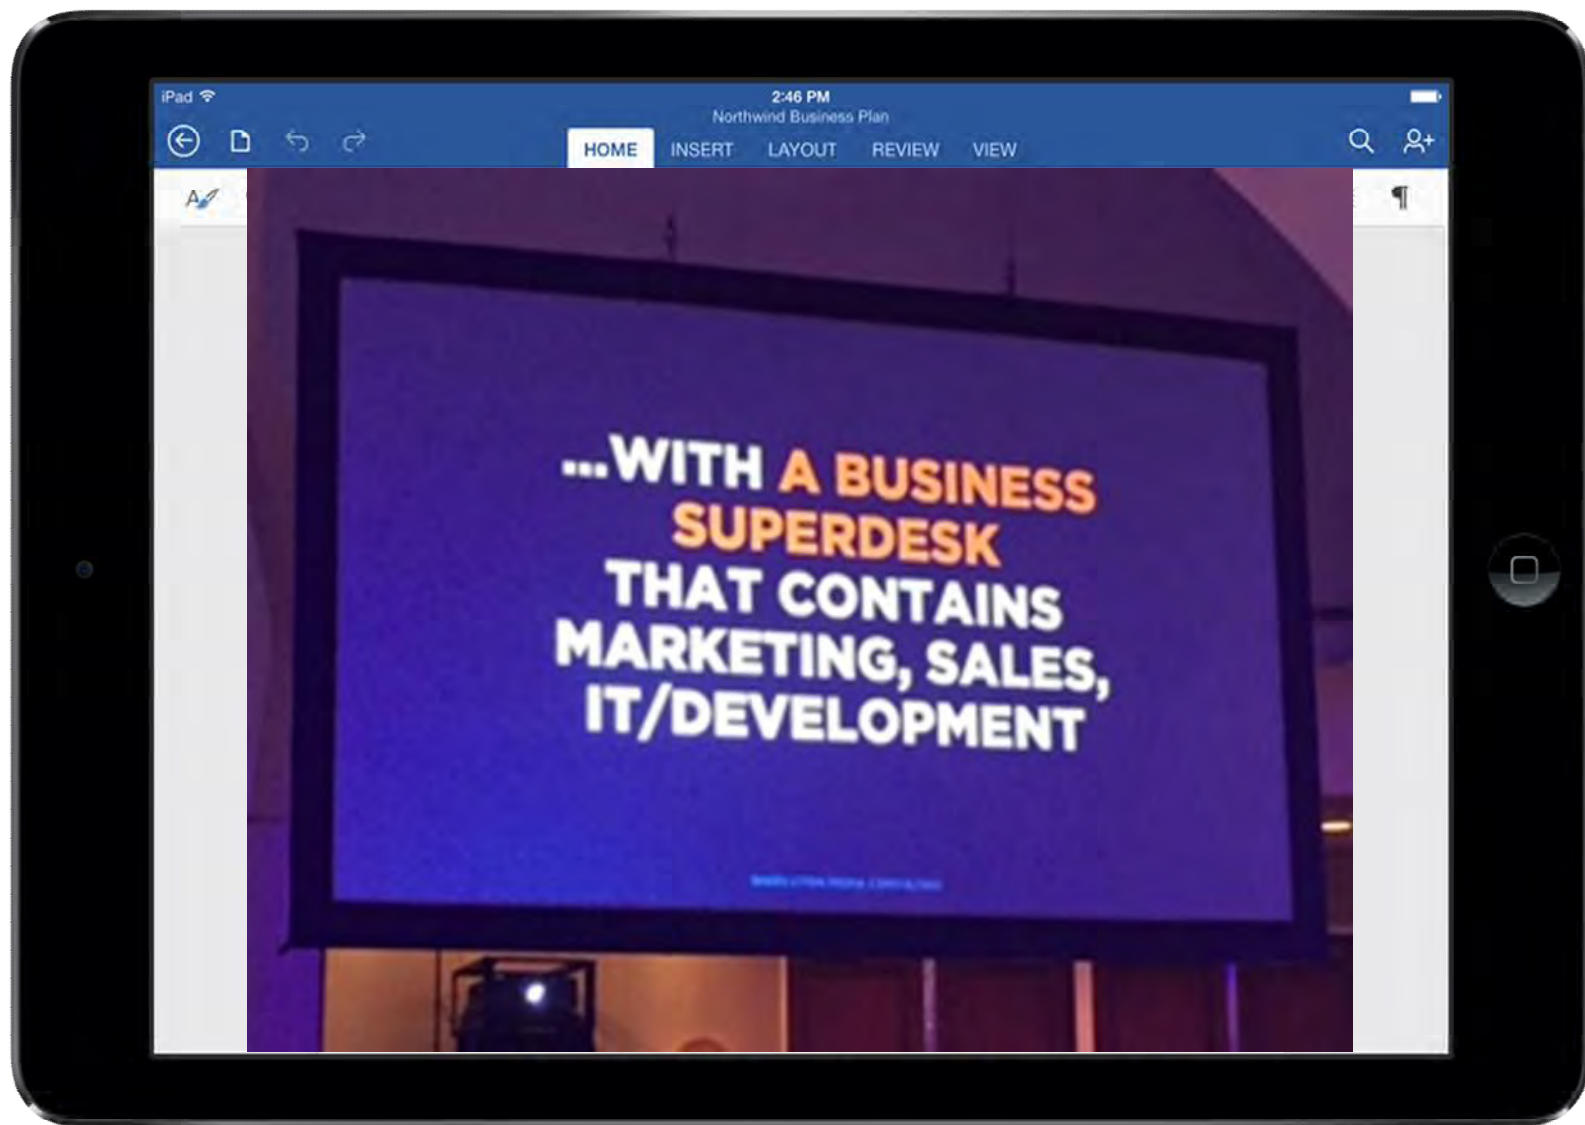 iPad
2:46 PM
Northwind Business Plan
HOME INSERT LAYOUT REVIEW VIEW
A ¶
...WITH A BUSINESS
SUPERDESK
THAT CONTAINS
MARKETING, SALES,
IT/DEVELOPMENT